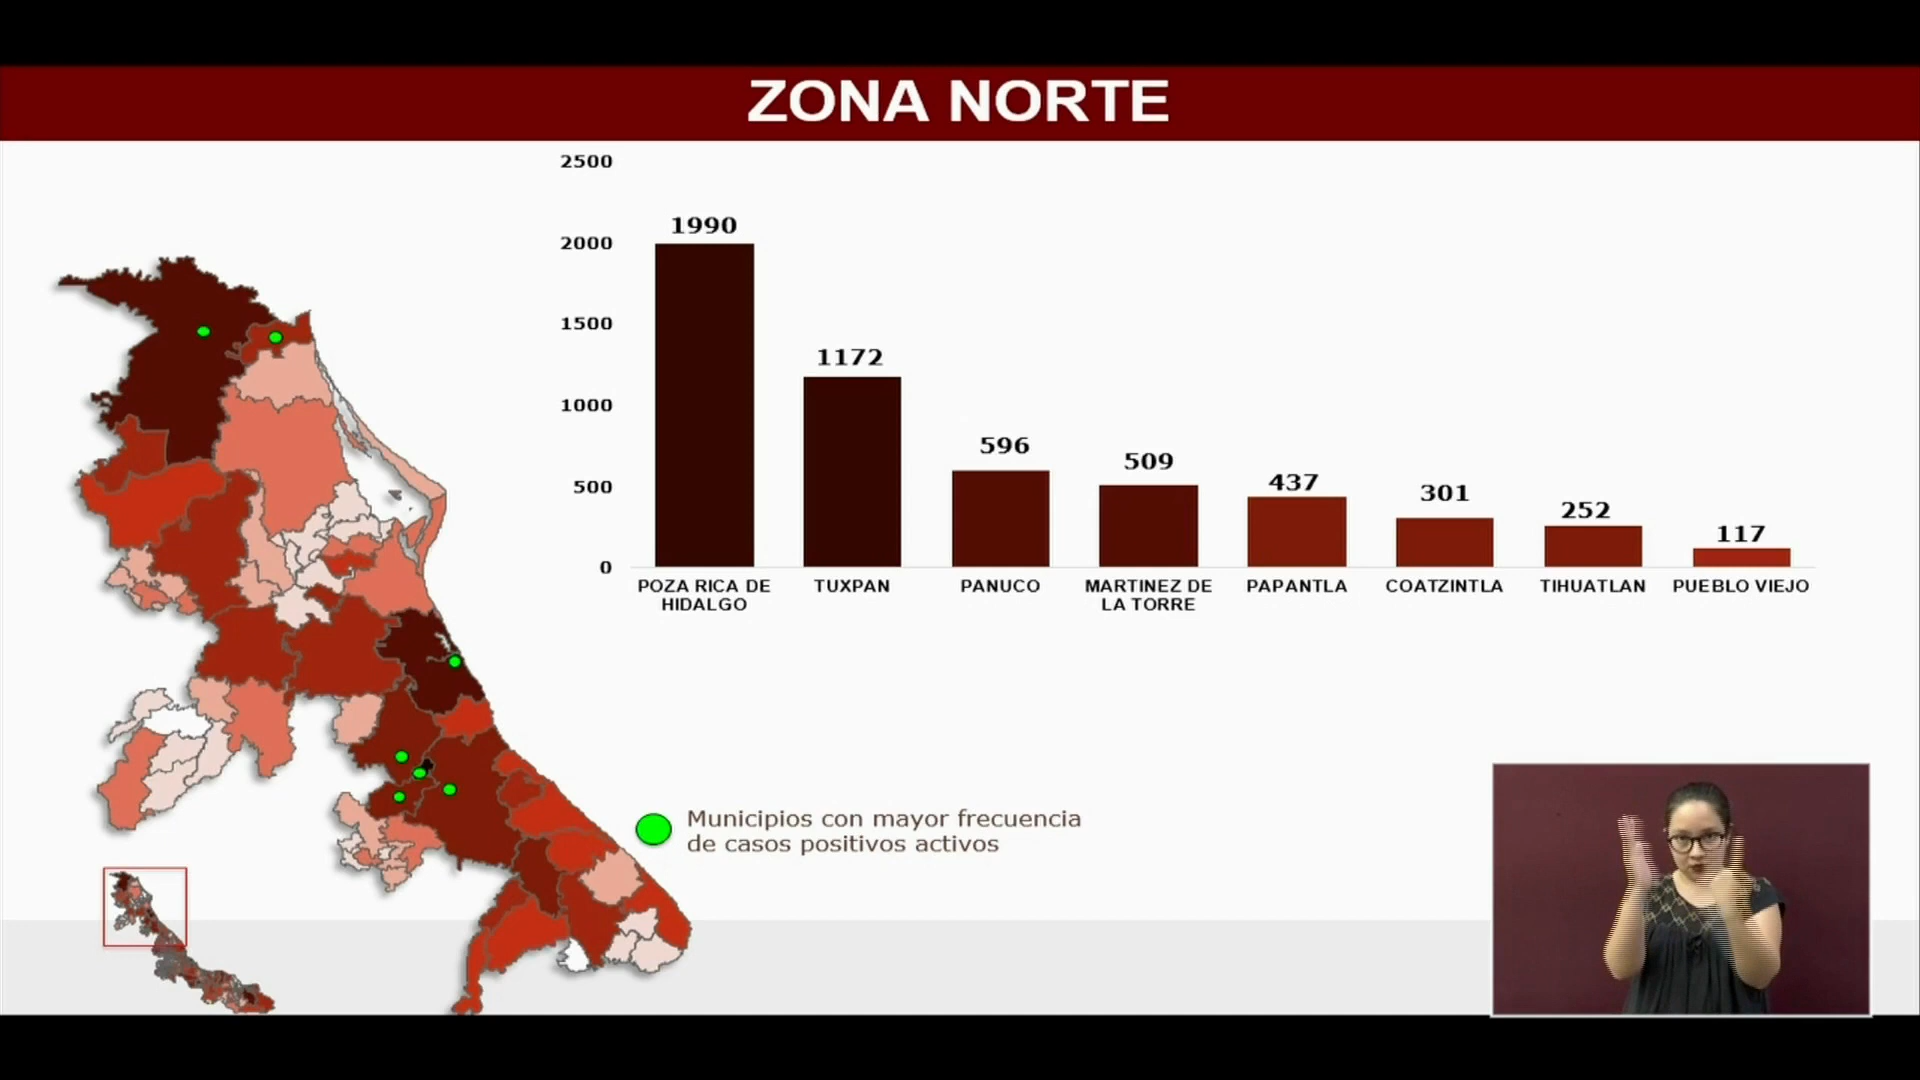 ZONA NORTE
2500
2000
1500
1000
500
0
1990
1172
596
509
437
301
252
117
POZA RICA DE
HIDALGO
TUXPAN
PANUCO
MARTINEZ DE
LA TORRE
PAPANTLA
COATZINTLA
TIHUATLAN
PUEBLO VIEJO
Municipios con mayor frecuencia
de casos positivos activos